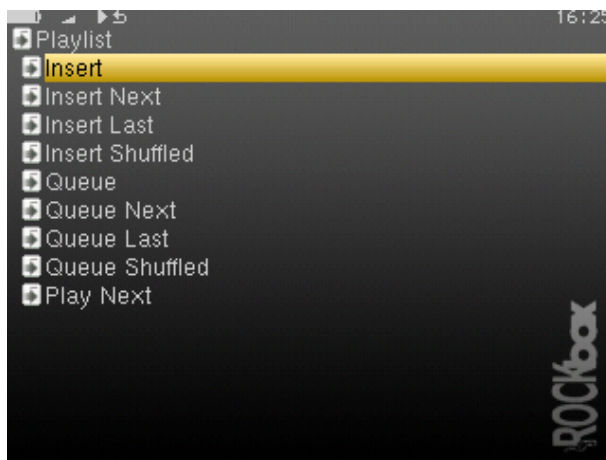 16:25
Playlist
Insert
Insert Next
Insert Last
Insert Shuffled
Queue
Queue Next
Queue Last
Queue Shuffled
Play Next
ROCKbox